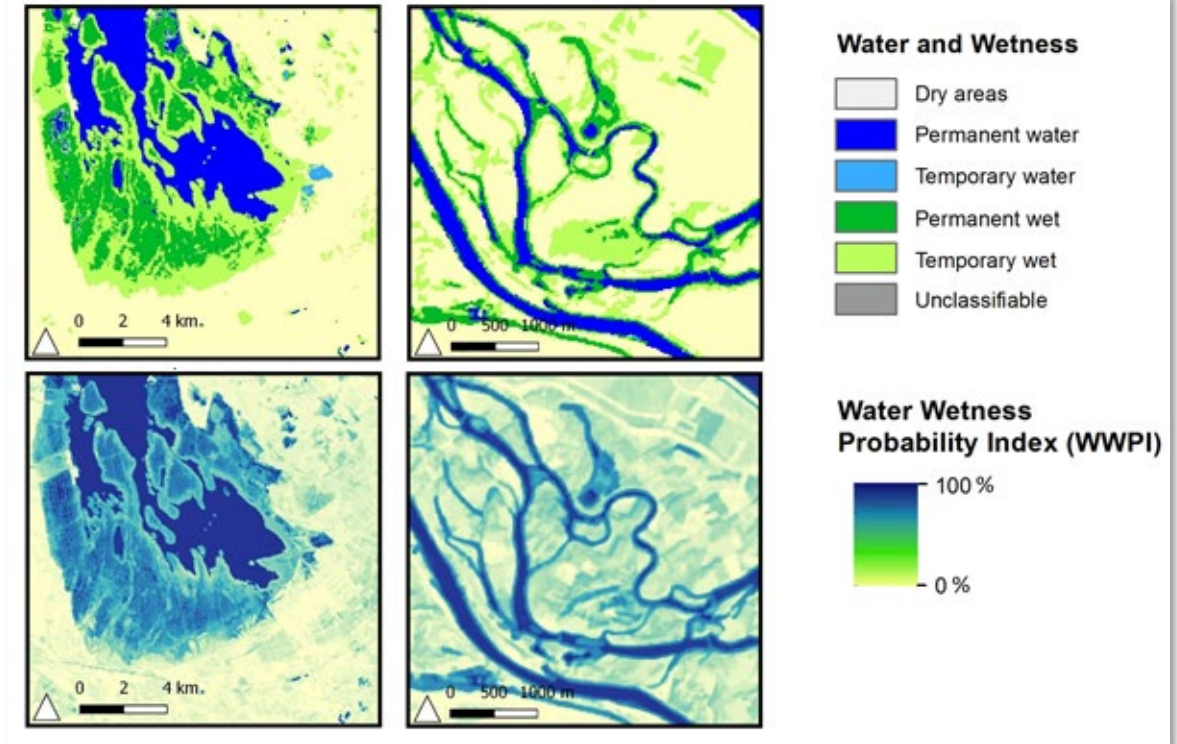 0 2 4 km.
0 500 1000 m
Water and Wetness
Dry areas
Permanent water
Temporary water
Permanent wet
Temporary wet
Unclassifiable
0 2 4 km.
0 500 1000 m
Water Wetness
Probability Index (WWPI)
100 %
0 %